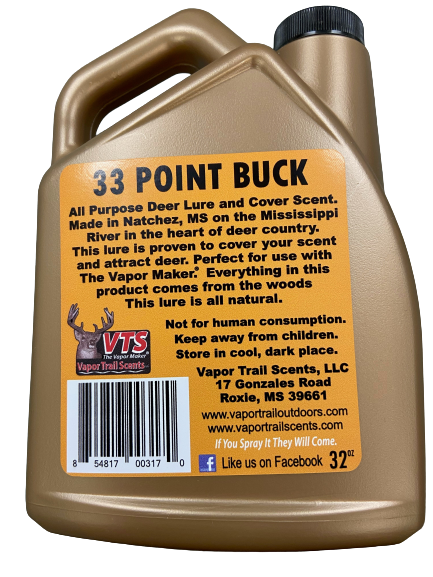 33 POINT BUCK
All Purpose Deer Lure and Cover Scent.
Made in Natchez, MS on the Mississippi
River in the heart of deer country.
This lure is proven to cover your scent
and attract deer. Perfect for use with
The Vapor Maker.® Everything in this
product comes from the woods
This lure is all natural.
Not for human consumption.
Keep away from children.
Store in cool, dark place.
VTS
The Vapor Maker®
Vapor Trail Scents
Vapor Trail Scents, LLC
17 Gonzales Road
Roxie, MS 39661
www.vaportrailoutdoors.com
www.vaportrailscents.com
If You Spray It They Will Come.
f Like us on Facebook 32oz
8 54817 00317 0